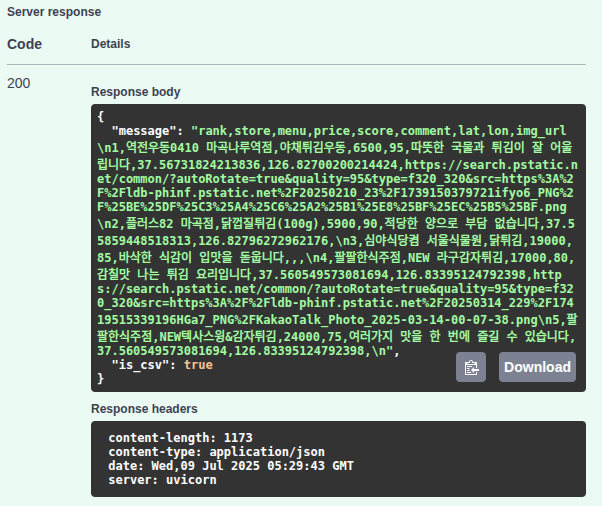 Server response
Code Details
200
Response body
{
"message": "rank,store,menu,price,score,comment,lat,lon,img_url
\n1,역전우동0410 마곡나루역점,야채튀김우동,6500,95,따뜻한 국물과 튀김이 잘 어울
립니다,37.56731824213836,126.82700200214424,https://search.pstatic.n
et/common/?autoRotate=true&quality=95&type=f320_320&src=https%3A%2
F%2Fldb-phinf.pstatic.net%2F20250210_23%2F1739150379721ifyo6_PNG%2
F%25BE%25DF%25C3%25A4%25C6%25A2%25B1%25E8%25BF%25EC%25B5%25BF.png
\n2,플러스82 마곡점,닭껍질튀김(100g),5900,90,적당한 양으로 부담 없습니다,37.5
5859448518313,126.82796272962176,\n3,심야식당켬 서울식물원,닭튀김,19000,
85,바삭한 식감이 입맛을 돋웁니다,,,\n4,팔팔한식주점,NEW 라구감자튀김,17000,80,
감칠맛 나는 튀김 요리입니다,37.560549573081694,126.83395124792398,http
s://search.pstatic.net/common/?autoRotate=true&quality=95&type=f32
0_320&src=https%3A%2F%2Fldb-phinf.pstatic.net%2F20250314_229%2F174
19515339196HGa7_PNG%2FKakaoTalk_Photo_2025-03-14-00-07-38.png\n5,팔
팔한식주점,NEW텍사스윙&감자튀김,24000,75,여러가지 맛을 한 번에 즐길 수 있습니다,
37.560549573081694,126.83395124792398,\n",
"is_csv": true
}
Download
Response headers
content-length: 1173
content-type: application/json
date: Wed,09 Jul 2025 05:29:43 GMT
server: uvicorn